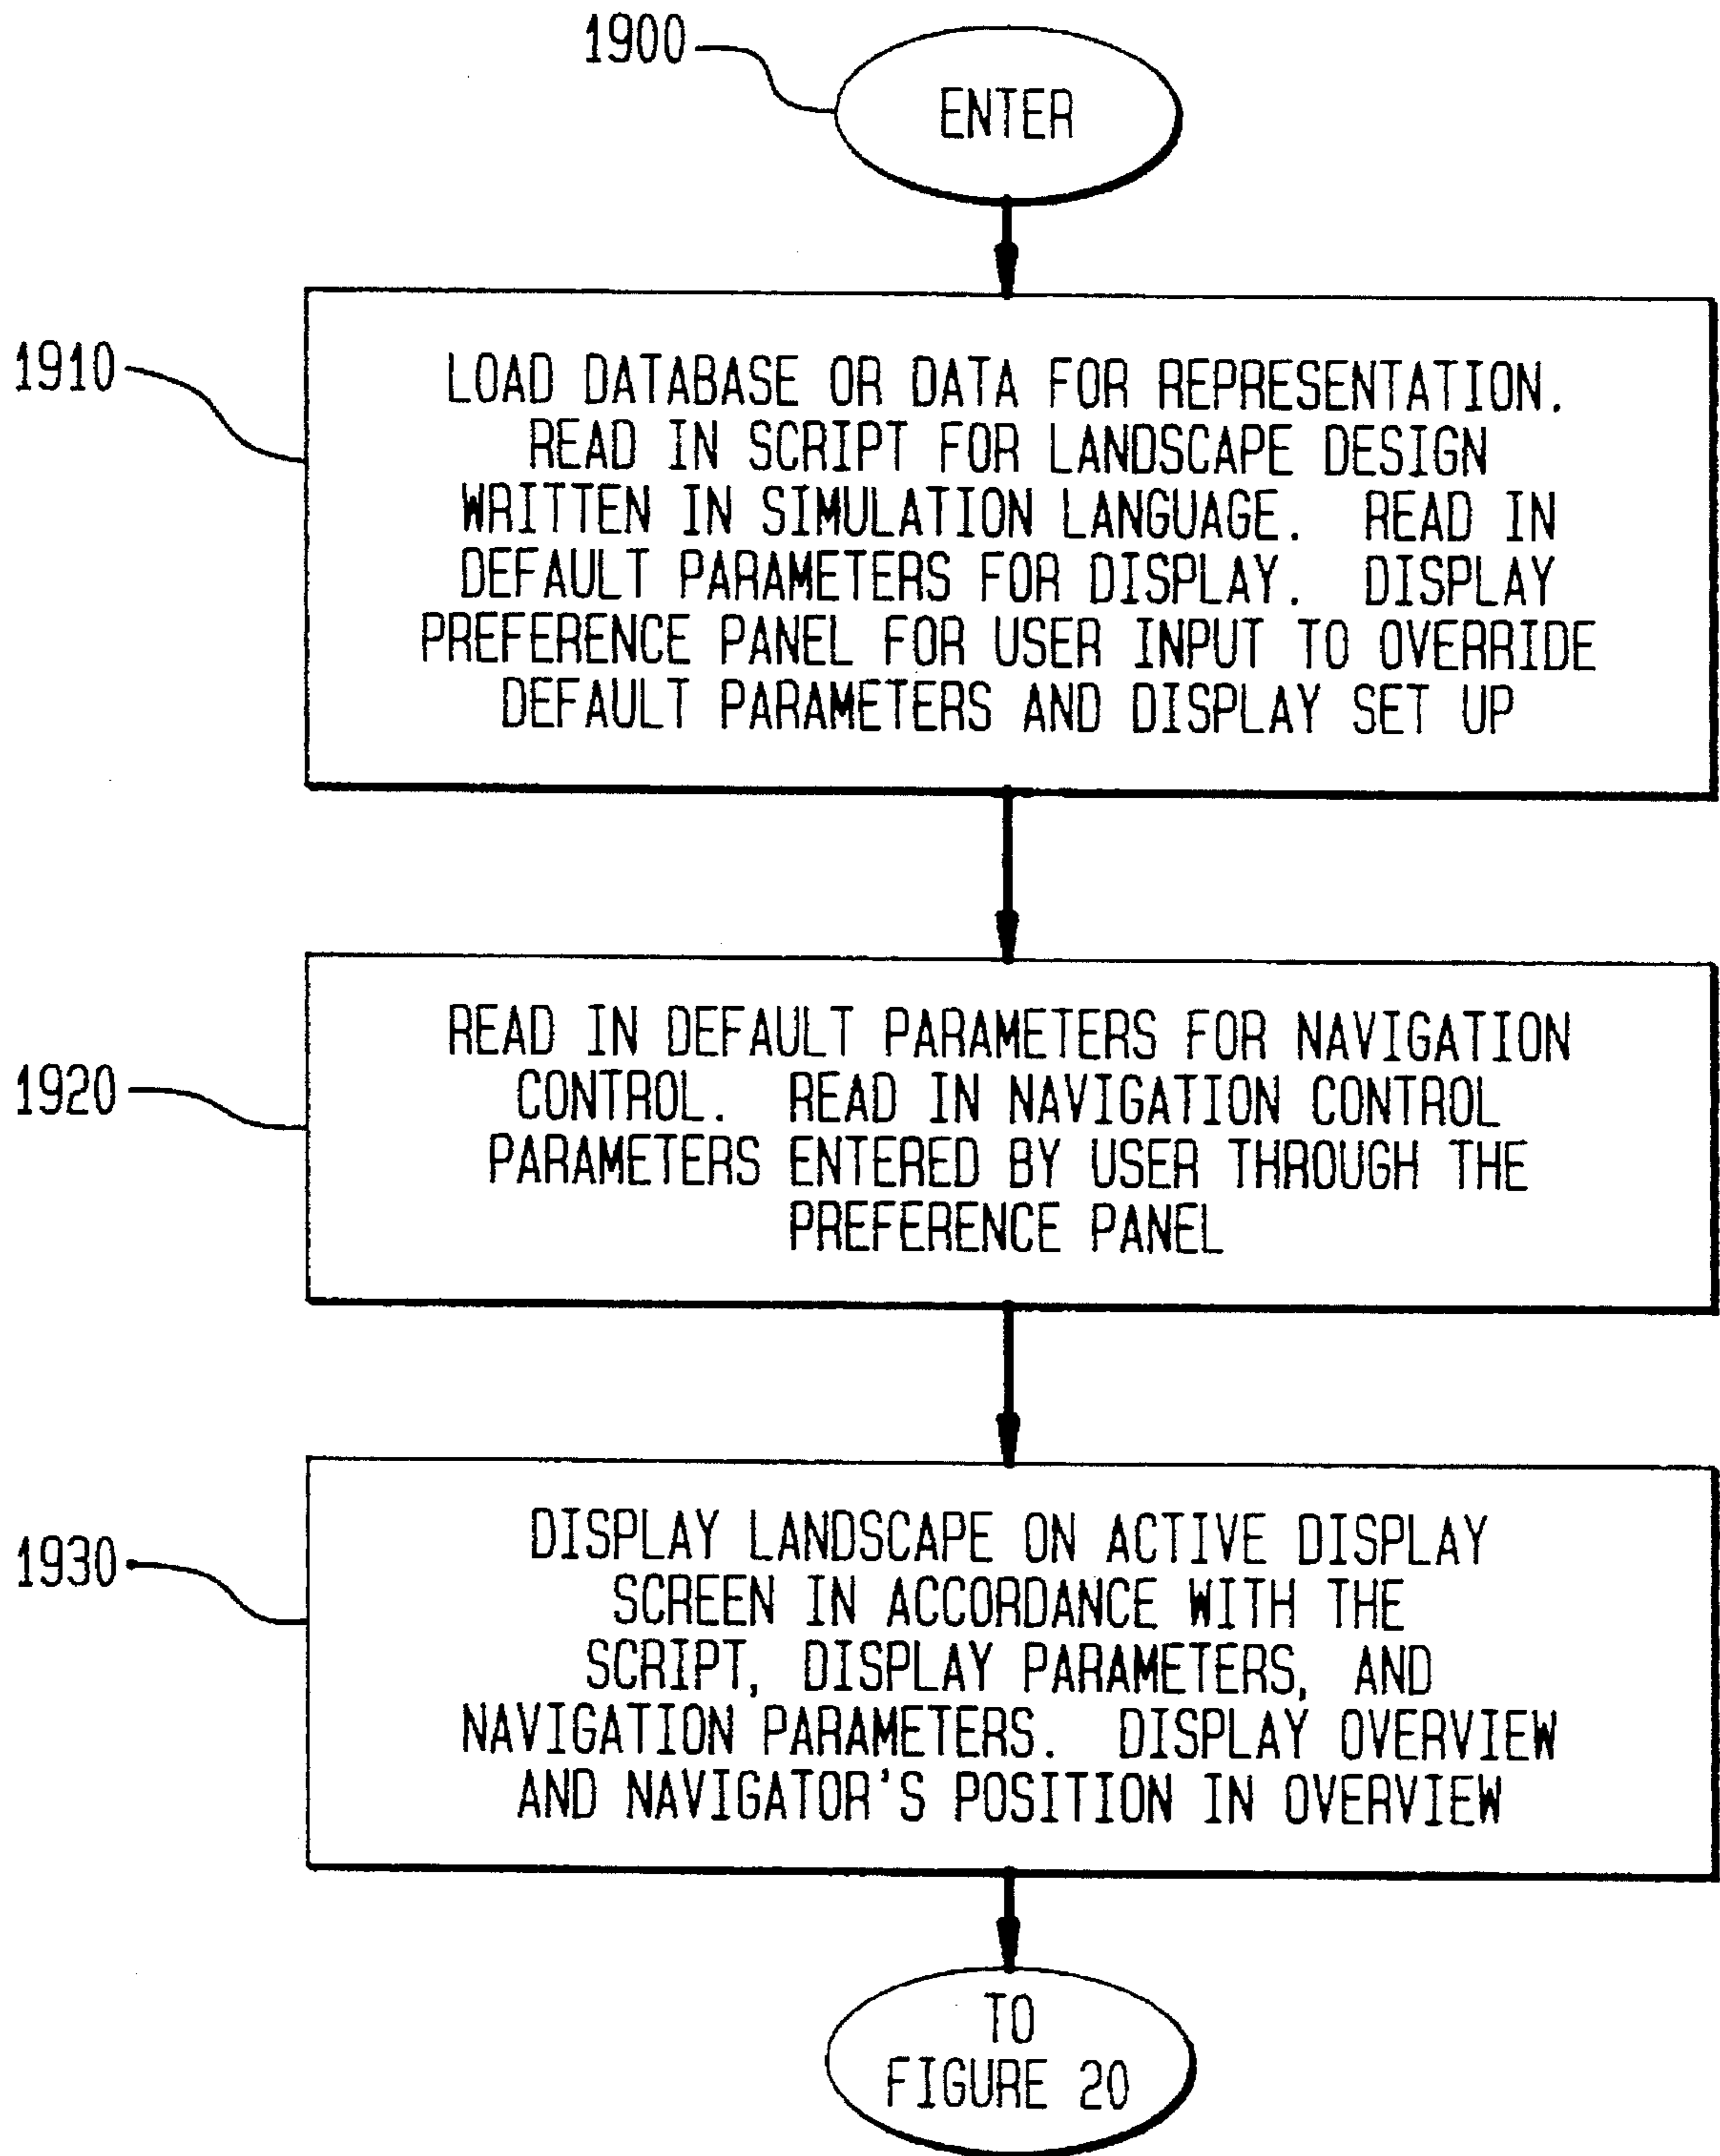 1900
ENTER
1910
LOAD DATABASE OR DATA FOR REPRESENTATION.
READ IN SCRIPT FOR LANDSCAPE DESIGN
WRITTEN IN SIMULATION LANGUAGE. READ IN
DEFAULT PARAMETERS FOR DISPLAY. DISPLAY
PREFERENCE PANEL FOR USER INPUT TO OVERRIDE
DEFAULT PARAMETERS AND DISPLAY SET UP
1920
READ IN DEFAULT PARAMETERS FOR NAVIGATION
CONTROL. READ IN NAVIGATION CONTROL
PARAMETERS ENTERED BY USER THROUGH THE
PREFERENCE PANEL
1930
DISPLAY LANDSCAPE ON ACTIVE DISPLAY
SCREEN IN ACCORDANCE WITH THE
SCRIPT, DISPLAY PARAMETERS, AND
NAVIGATION PARAMETERS. DISPLAY OVERVIEW
AND NAVIGATOR'S POSITION IN OVERVIEW
TO
FIGURE 20